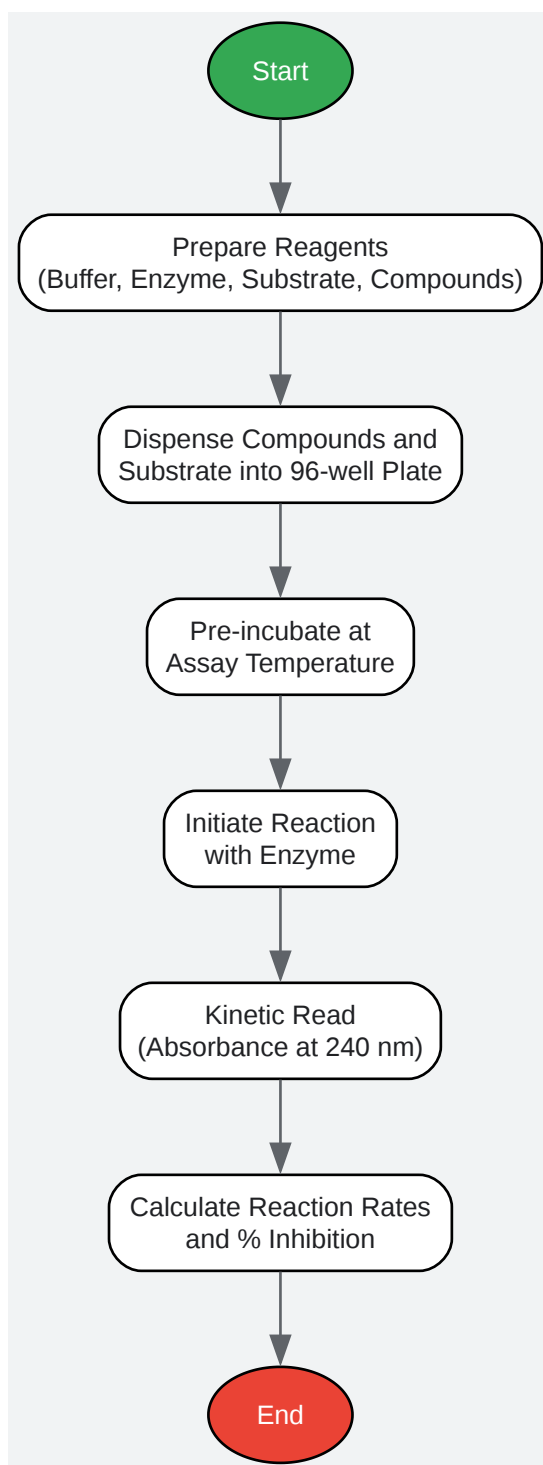 Start
Prepare Reagents
(Buffer, Enzyme, Substrate, Compounds)
Dispense Compounds and
Substrate into 96-well Plate
Pre-incubate at
Assay Temperature
Initiate Reaction
with Enzyme
Kinetic Read
(Absorbance at 240 nm)
Calculate Reaction Rates
and % Inhibition
End